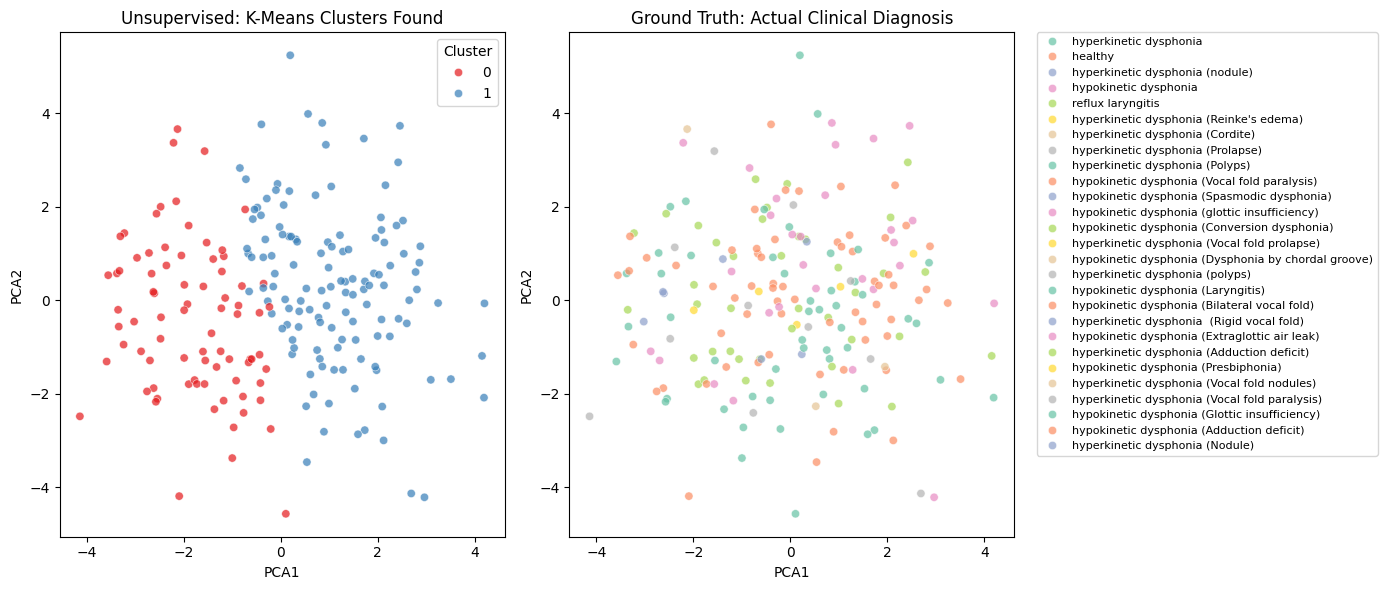 Unsupervised: K-Means Clusters Found
Cluster
0
1
4
2
0
−2
−4
PCA2
−4
−2
0
2
4
PCA1
Ground Truth: Actual Clinical Diagnosis
4
2
0
−2
−4
PCA2
−4
−2
0
2
4
PCA1
hyperkinetic dysphonia
healthy
hyperkinetic dysphonia (nodule)
hypokinetic dysphonia
reflux laryngitis
hyperkinetic dysphonia (Reinke's edema)
hyperkinetic dysphonia (Cordite)
hyperkinetic dysphonia (Prolapse)
hyperkinetic dysphonia (Polyps)
hypokinetic dysphonia (Vocal fold paralysis)
hypokinetic dysphonia (Spasmodic dysphonia)
hypokinetic dysphonia (glottic insufficiency)
hypokinetic dysphonia (Conversion dysphonia)
hyperkinetic dysphonia (Vocal fold prolapse)
hypokinetic dysphonia (Dysphonia by chordal groove)
hyperkinetic dysphonia (polyps)
hypokinetic dysphonia (Laryngitis)
hypokinetic dysphonia (Bilateral vocal fold)
hyperkinetic dysphonia  (Rigid vocal fold)
hypokinetic dysphonia (Extraglottic air leak)
hyperkinetic dysphonia (Adduction deficit)
hypokinetic dysphonia (Presbiphonia)
hyperkinetic dysphonia (Vocal fold nodules)
hyperkinetic dysphonia (Vocal fold paralysis)
hypokinetic dysphonia (Glottic insufficiency)
hypokinetic dysphonia (Adduction deficit)
hyperkinetic dysphonia (Nodule)